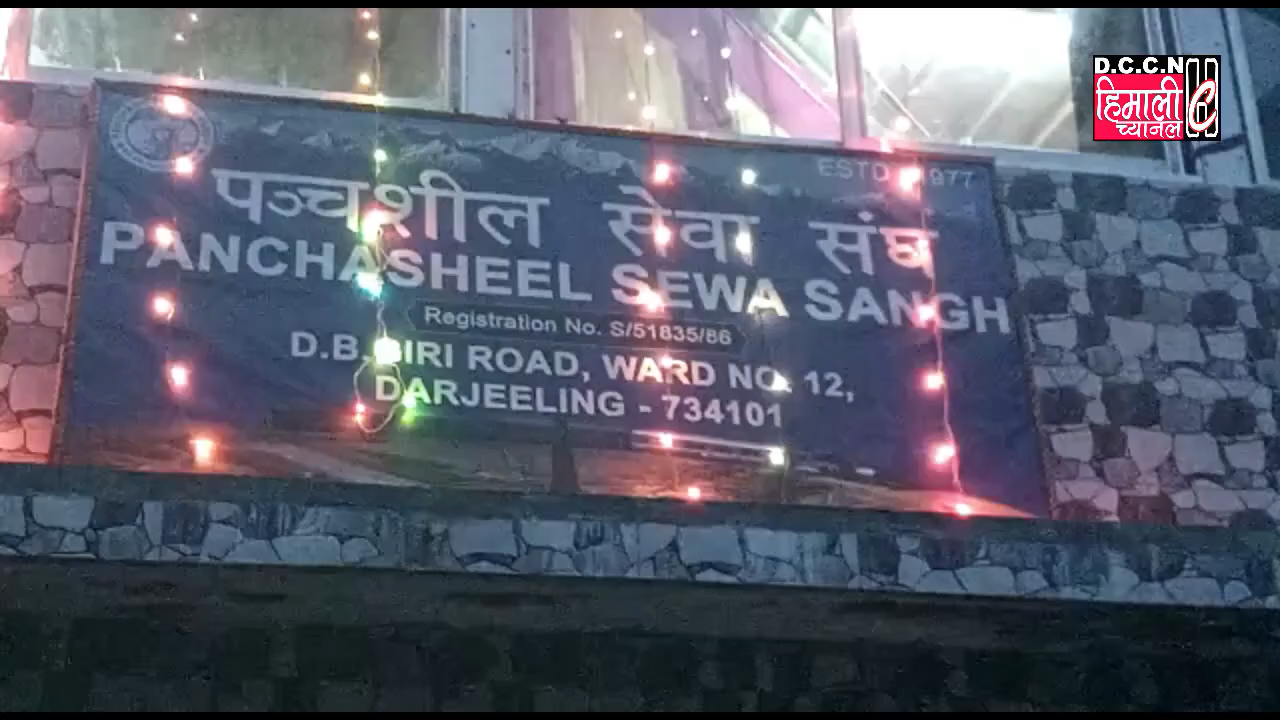 D.C.C.N
हिमाली
च्यानल
ESTD 1977
पञ्चशील सेवा संघ
PANCHASHEEL SEWA SANGH
Registration No. S/51835/86
D.B. GIRI ROAD, WARD NO. 12,
DARJEELING - 734101